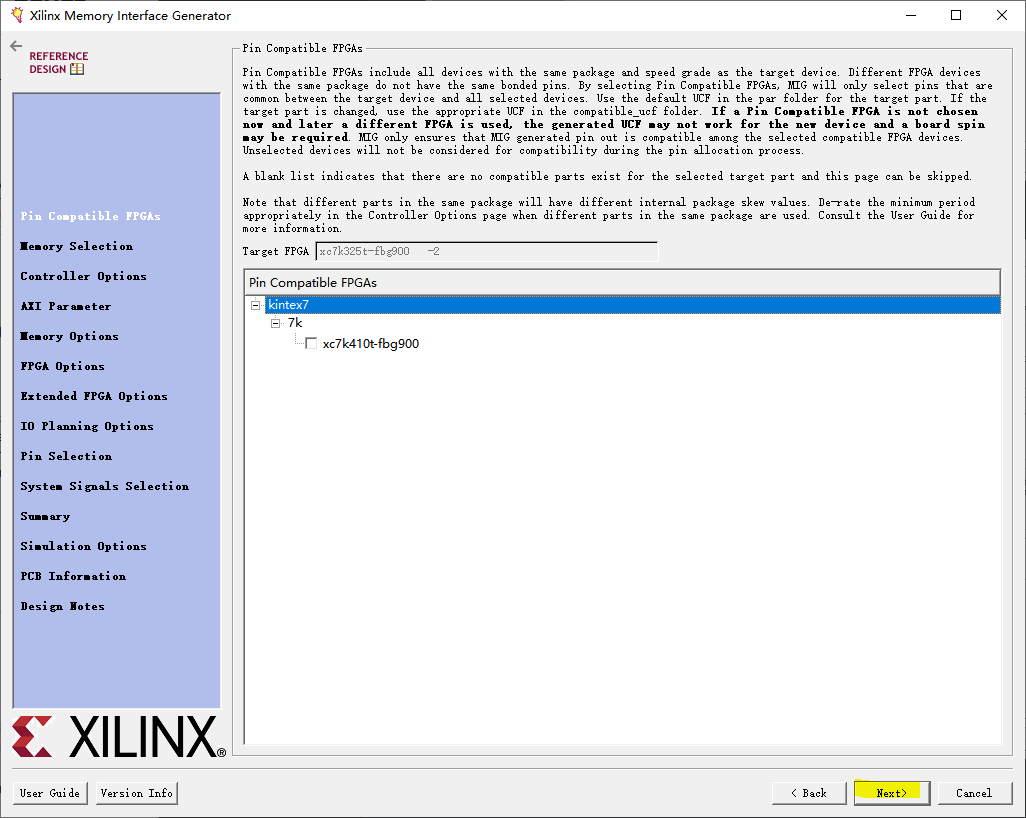 Xilinx Memory Interface Generator
REFERENCE
DESIGN
Pin Compatible FPGAs
Memory Selection
Controller Options
AXI Parameter
Memory Options
FPGA Options
Extended FPGA Options
IO Planning Options
Pin Selection
System Signals Selection
Summary
Simulation Options
PCB Information
Design Notes
XILINX®
Pin Compatible FPGAs
Pin Compatible FPGAs include all devices with the same package and speed grade as the target device. Different FPGA devices
with the same package do not have the same bonded pins. By selecting Pin Compatible FPGAs, MIG will only select pins that are
common between the target device and all selected devices. Use the default UCF in the par folder for the target part. If the
target part is changed, use the appropriate UCF in the compatible_ucf folder. If a Pin Compatible FPGA is not chosen
now and later a different FPGA is used, the generated UCF may not work for the new device and a board spin
may be required. MIG only ensures that MIG generated pin out is compatible among the selected compatible FPGA devices.
Unselected devices will not be considered for compatibility during the pin allocation process.
A blank list indicates that there are no compatible parts exist for the selected target part and this page can be skipped.
Note that different parts in the same package will have different internal package skew values. De-rate the minimum period
appropriately in the Controller Options page when different parts in the same package are used. Consult the User Guide for
more information.
Target FPGA xc7k325t-fbg900 -2
Pin Compatible FPGAs
kintex7
7k
xc7k410t-fbg900
User Guide
Version Info
< Back
Next>
Cancel